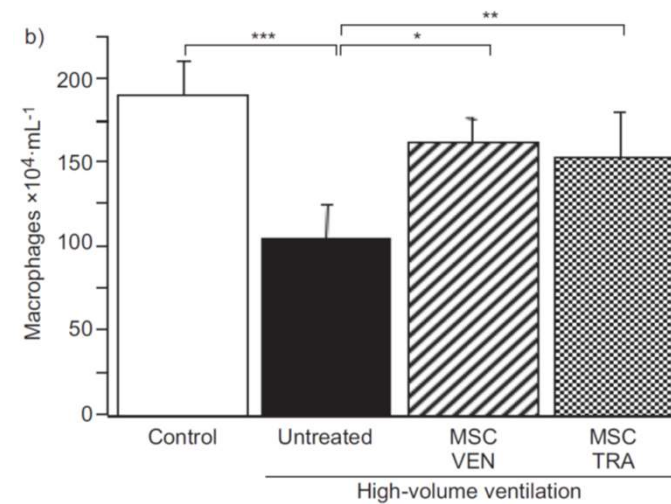 b)
***
**
*
Macrophages ×10⁴·mL⁻¹
200
150
100
50
0
Control
Untreated
MSC VEN
MSC TRA
High-volume ventilation